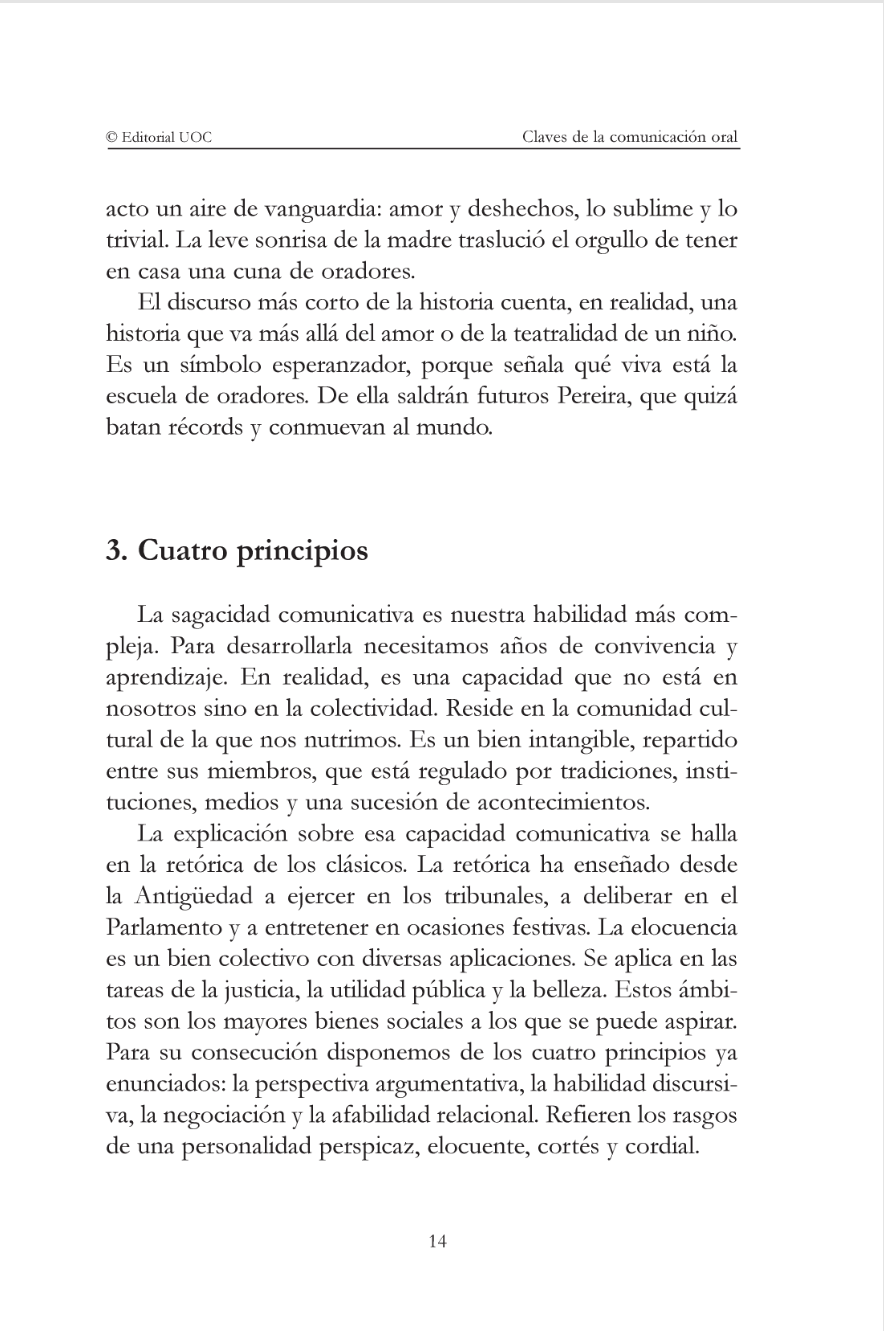 © Editorial UOC
Claves de la comunicación oral
acto un aire de vanguardia: amor y deshechos, lo sublime y lo
trivial. La leve sonrisa de la madre traslució el orgullo de tener
en casa una cuna de oradores.
El discurso más corto de la historia cuenta, en realidad, una
historia que va más allá del amor o de la teatralidad de un niño.
Es un símbolo esperanzador, porque señala qué viva está la
escuela de oradores. De ella saldrán futuros Pereira, que quizá
batan récords y conmuevan al mundo.
3. Cuatro principios
La sagacidad comunicativa es nuestra habilidad más com-
pleja. Para desarrollarla necesitamos años de convivencia y
aprendizaje. En realidad, es una capacidad que no está en
nosotros sino en la colectividad. Reside en la comunidad cul-
tural de la que nos nutrimos. Es un bien intangible, repartido
entre sus miembros, que está regulado por tradiciones, insti-
tuciones, medios y una sucesión de acontecimientos.
La explicación sobre esa capacidad comunicativa se halla
en la retórica de los clásicos. La retórica ha enseñado desde
la Antigüedad a ejercer en los tribunales, a deliberar en el
Parlamento y a entretener en ocasiones festivas. La elocuencia
es un bien colectivo con diversas aplicaciones. Se aplica en las
tareas de la justicia, la utilidad pública y la belleza. Estos ámbi-
tos son los mayores bienes sociales a los que se puede aspirar.
Para su consecución disponemos de los cuatro principios ya
enunciados: la perspectiva argumentativa, la habilidad discursi-
va, la negociación y la afabilidad relacional. Refieren los rasgos
de una personalidad perspicaz, elocuente, cortés y cordial.
14